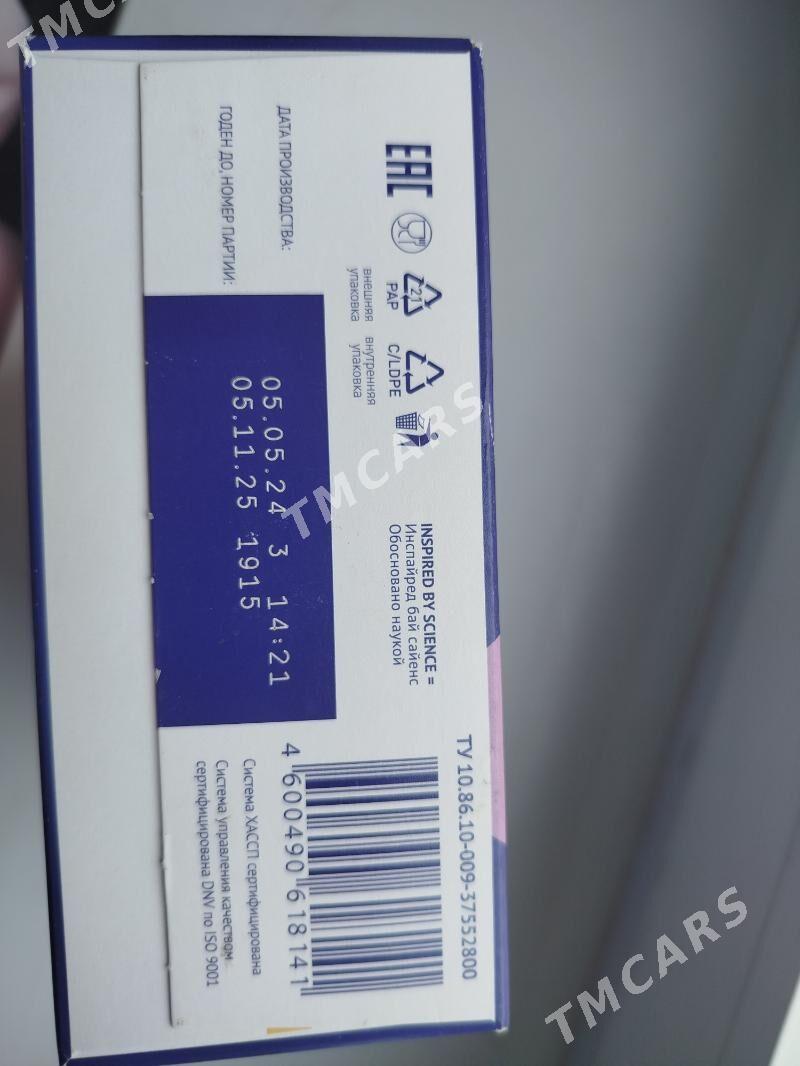 TMCARS
ДАТА ПРОИЗВОДСТВА:
ГОДЕН ДО, НОМЕР ПАРТИИ:
EAC
21
PAP
внешняя
упаковка
C/LDPE
внутренняя
упаковка
05.05.24 3 14:21
05.11.25 1915
TMCARS
INSPIRED BY SCIENCE =
Инспайред бай сайенс
Обосновано наукой
ТУ 10.86.10-009-37552800
4 600490 618141
Система ХАССП сертифицирована
Система управления качеством
сертифицирована DNV по ISO 9001
TMCARS